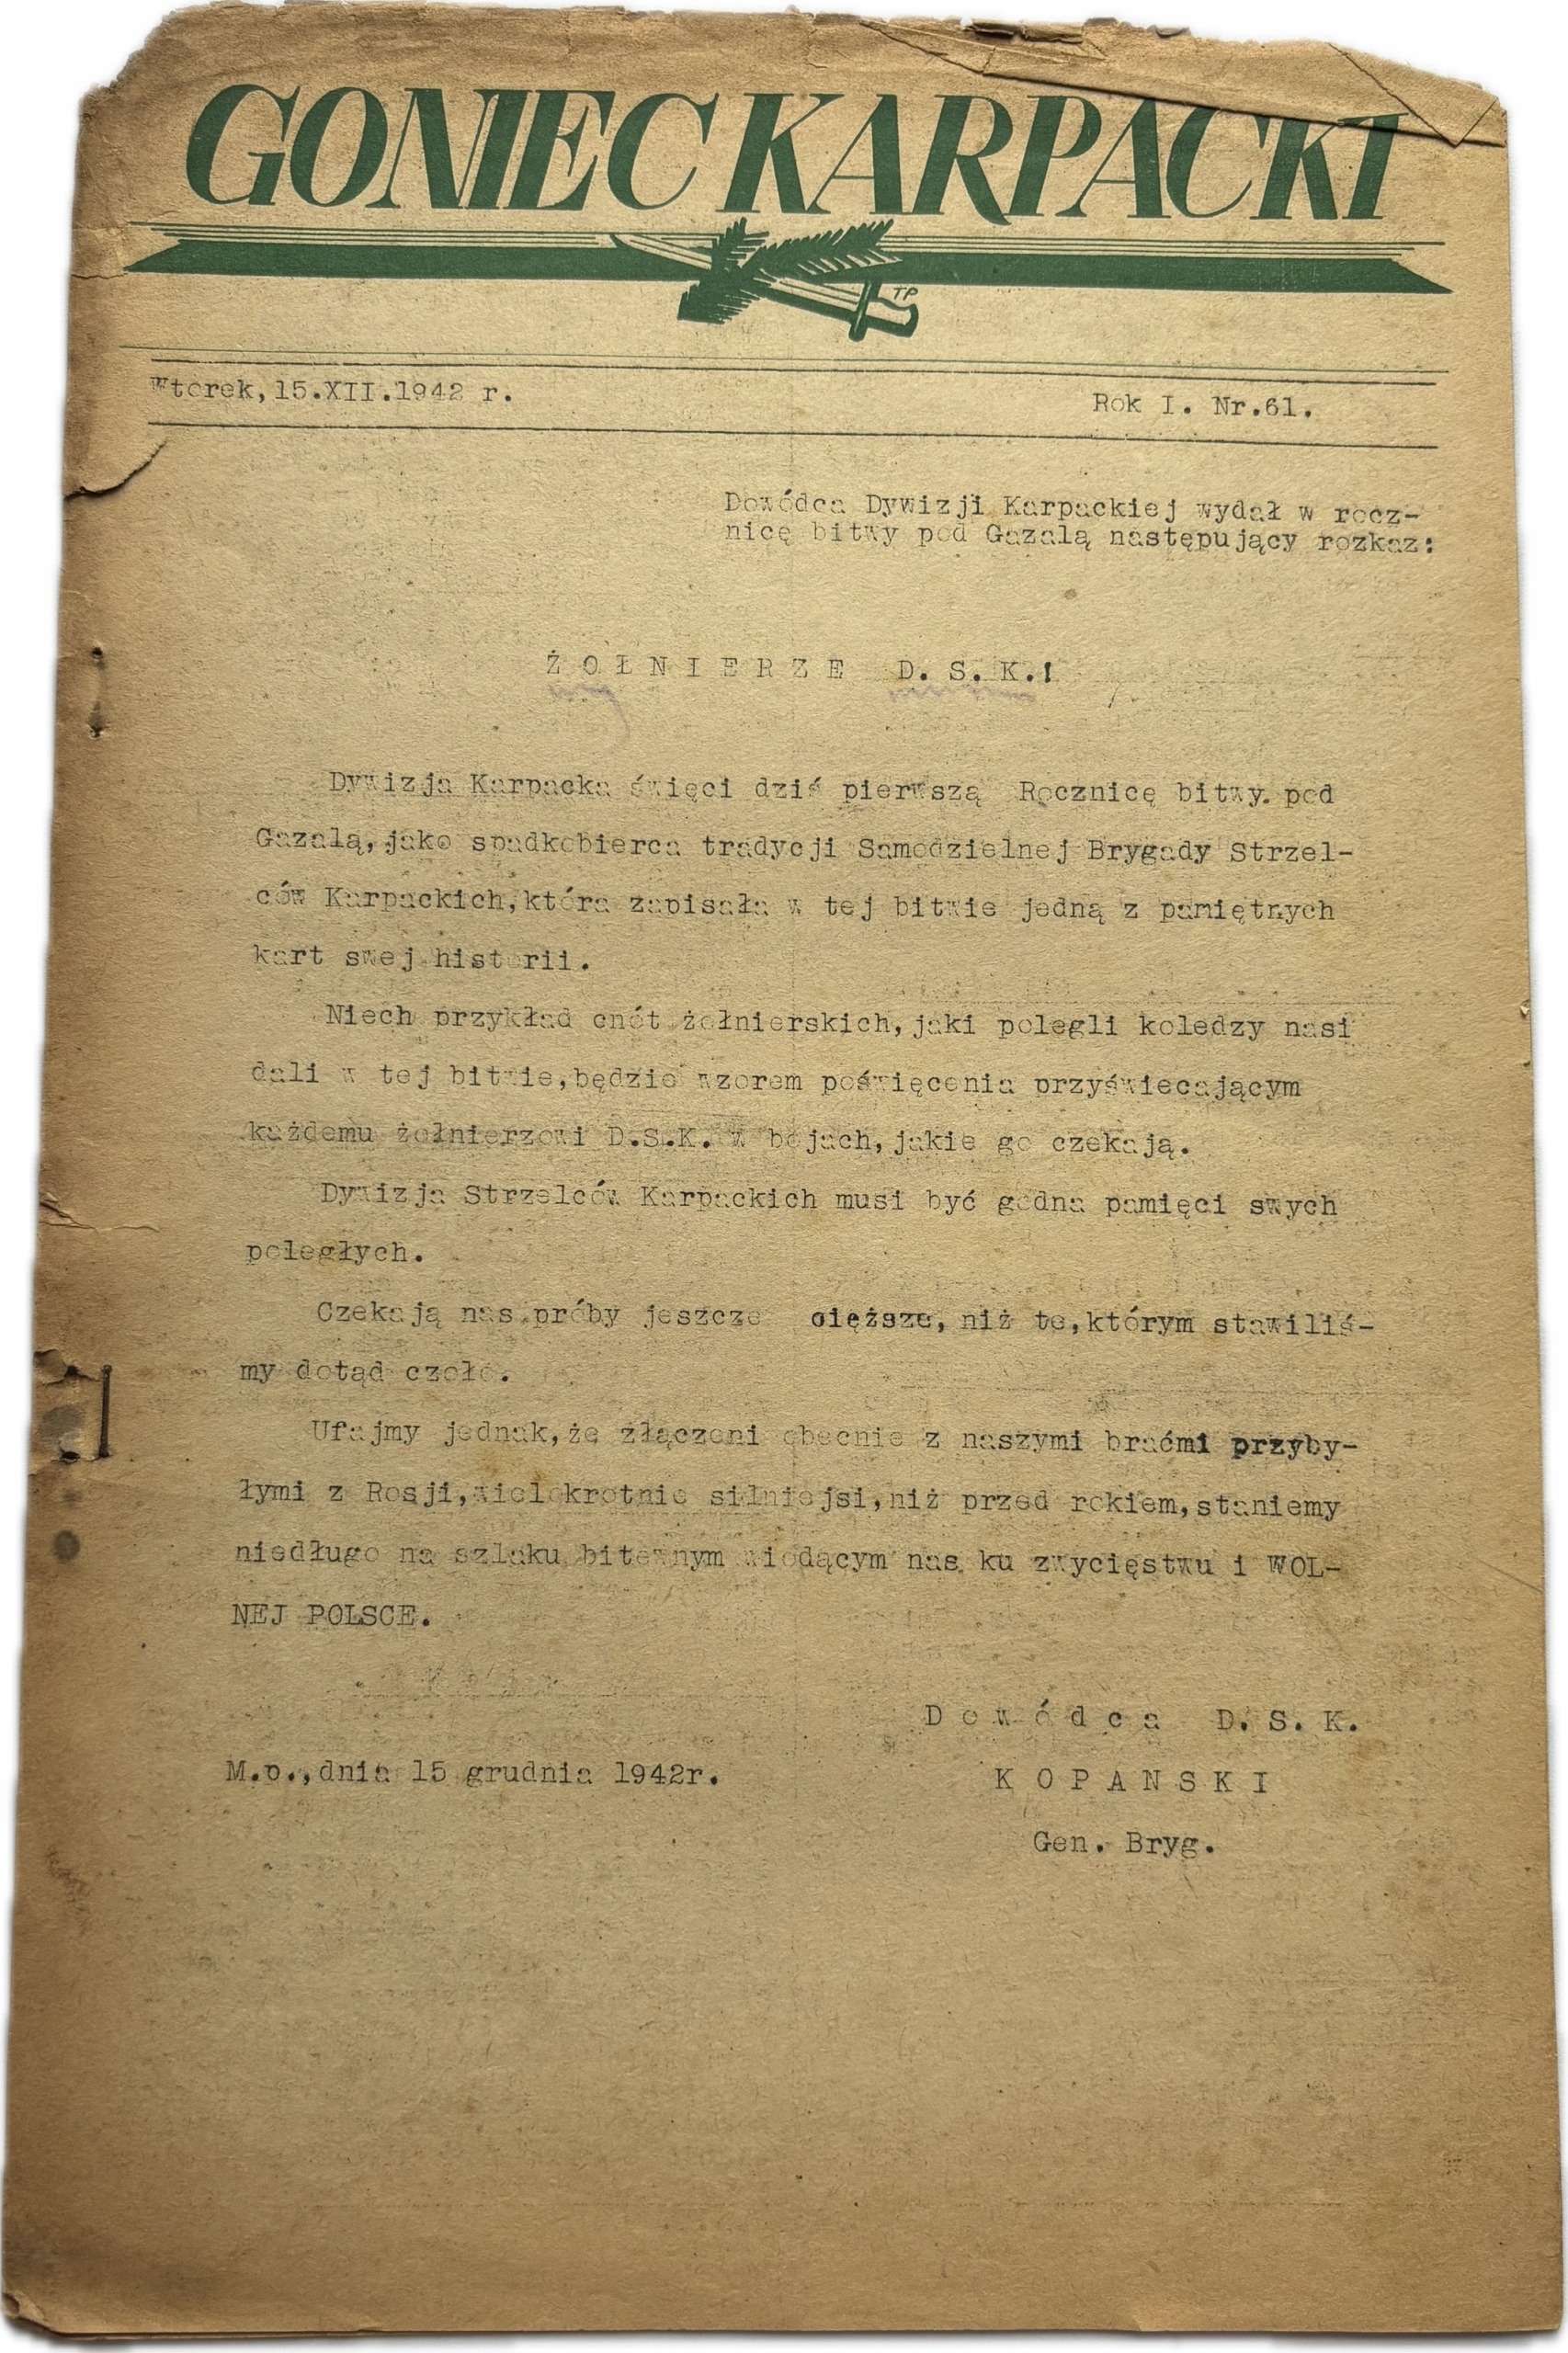 GONIEC KARPACKI
TP
Wtorek, 15.XII.1942 r.
Rok I. Nr.61.
Dowódca Dywizji Karpackiej wydał w rocz-
nicę bitwy pod Gazalą następujący rozkaz:
ŻOŁNIERZE D.S.K.!
Dywizja Karpacka święci dziś pierwszą Rocznicę bitwy pod
Gazalą, jako spadkobierca tradycji Samodzielnej Brygady Strzel-
ców Karpackich, która zapisała w tej bitwie jedną z pamiętnych
kart swej historii.
Niech przykład cnót żołnierskich, jaki polegli koledzy nasi
dali w tej bitwie, będzie wzorem poświęcenia przyświecającym
każdemu żołnierzowi D.S.K. w bojach, jakie go czekają.
Dywizja Strzelców Karpackich musi być godna pamięci swych
poległych.
Czekają nas próby jeszcze cięższe, niż te, którym stawiliś-
my dotąd czoło.
Ufajmy jednak, że złączeni obecnie z naszymi braćmi przyby-
łymi z Rosji, wielokrotnie silniejsi, niż przed rokiem, staniemy
niedługo na szlaku bitewnym wiodącym nas ku zwycięstwu i WOL-
NEJ POLSCE.
Dowódca D.S.K.
M.p., dnia 15 grudnia 1942r.
KOPANSKI
Gen. Bryg.